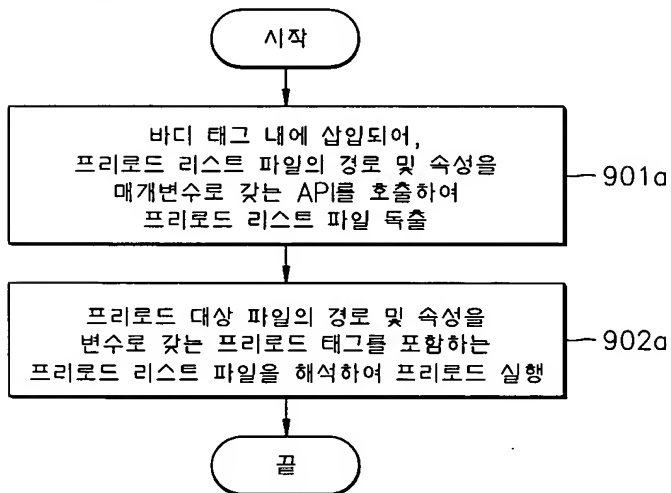 시작
바디 태그 내에 삽입되어,
프리로드 리스트 파일의 경로 및 속성을
매개변수로 갖는 API를 호출하여
프리로드 리스트 파일 독출
901a
프리로드 대상 파일의 경로 및 속성을
변수로 갖는 프리로드 태그를 포함하는
프리로드 리스트 파일을 해석하여 프리로드 실행
902a
끝